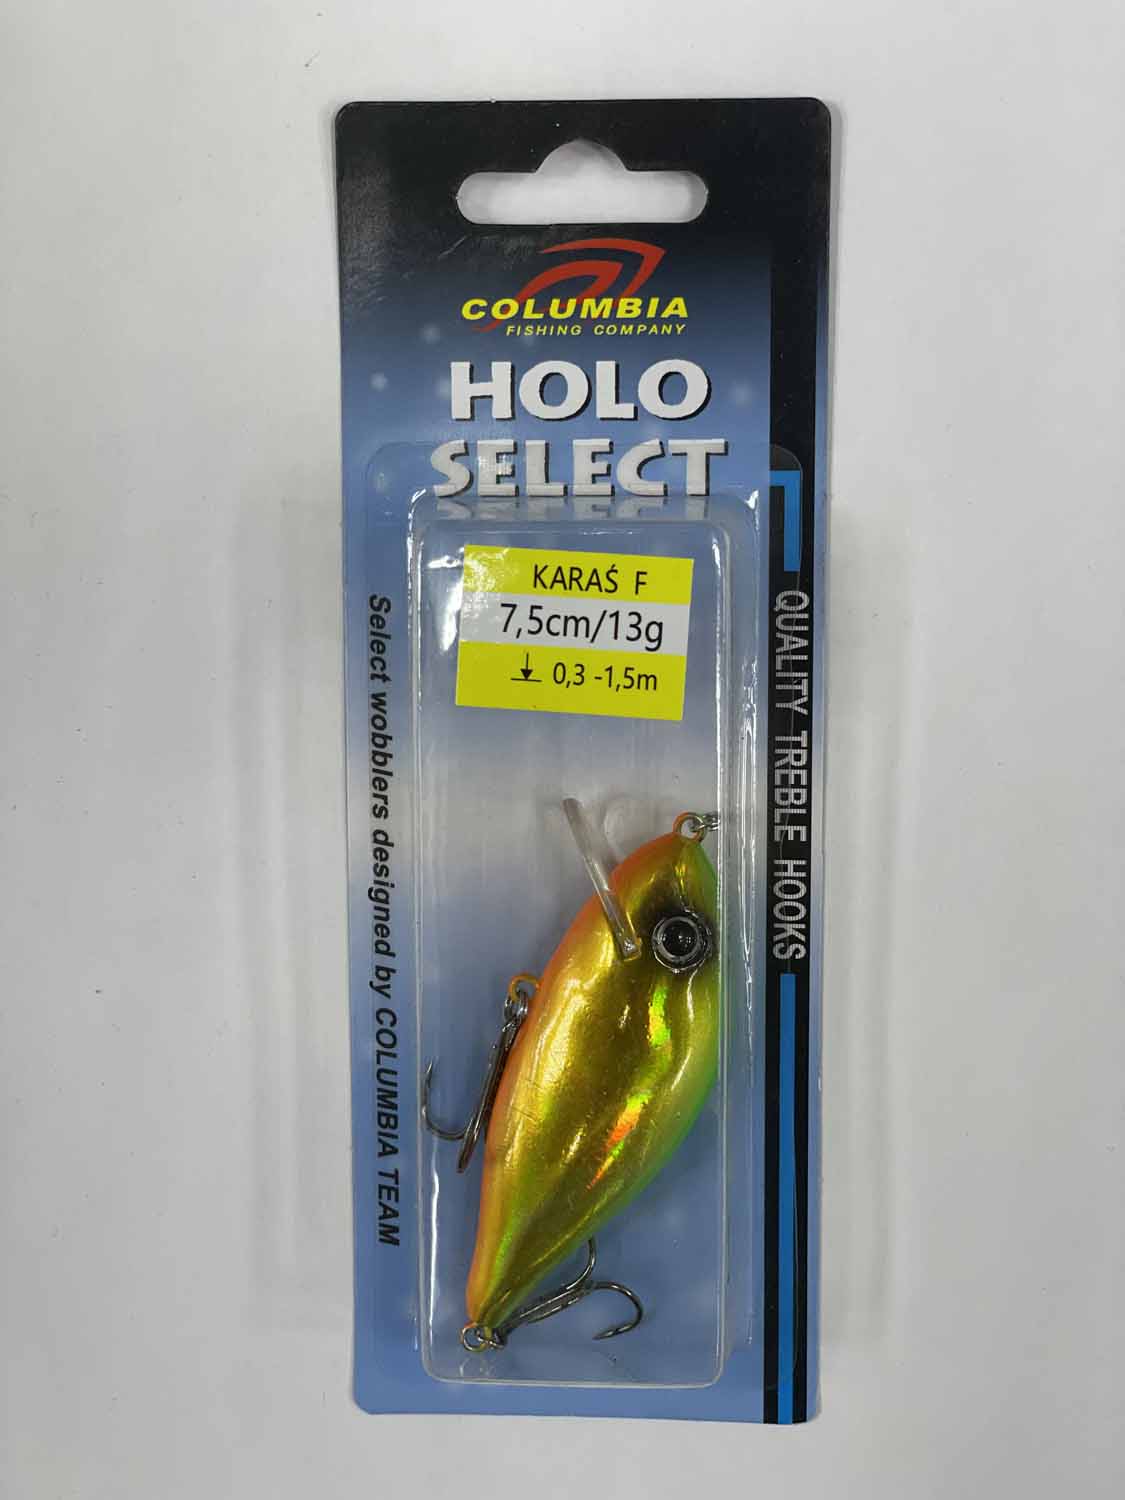 COLUMBIA
FISHING COMPANY
HOLO
SELECT
KARAŚ F
7,5cm/13g
0,3 -1,5m
Select wobblers designed by COLUMBIA TEAM
QUALITY TREBLE HOOKS